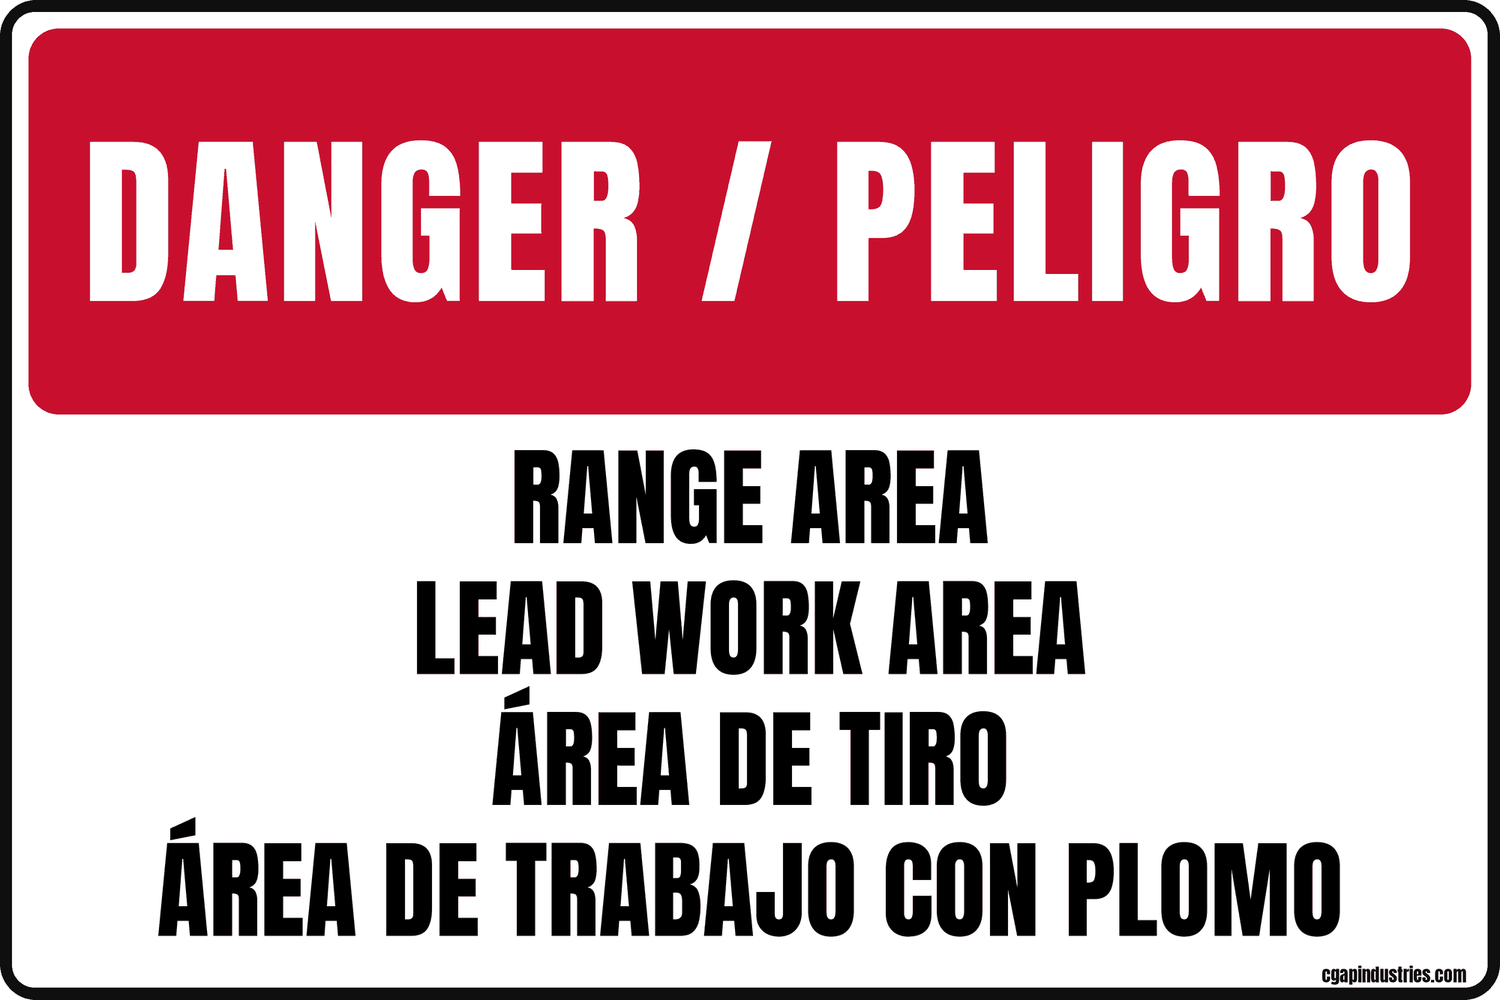 DANGER / PELIGRO
RANGE AREA
LEAD WORK AREA
ÁREA DE TIRO
ÁREA DE TRABAJO CON PLOMO
cgapindustries.com